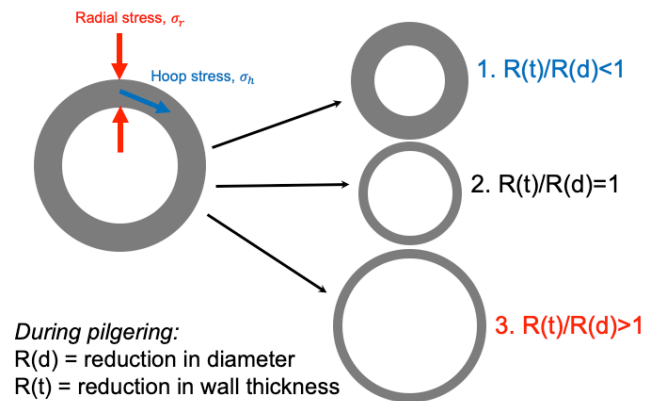 Radial stress, σᵣ
Hoop stress, σₕ
1. R(t)/R(d)<1
2. R(t)/R(d)=1
3. R(t)/R(d)>1
During pilgering:
R(d) = reduction in diameter
R(t) = reduction in wall thickness